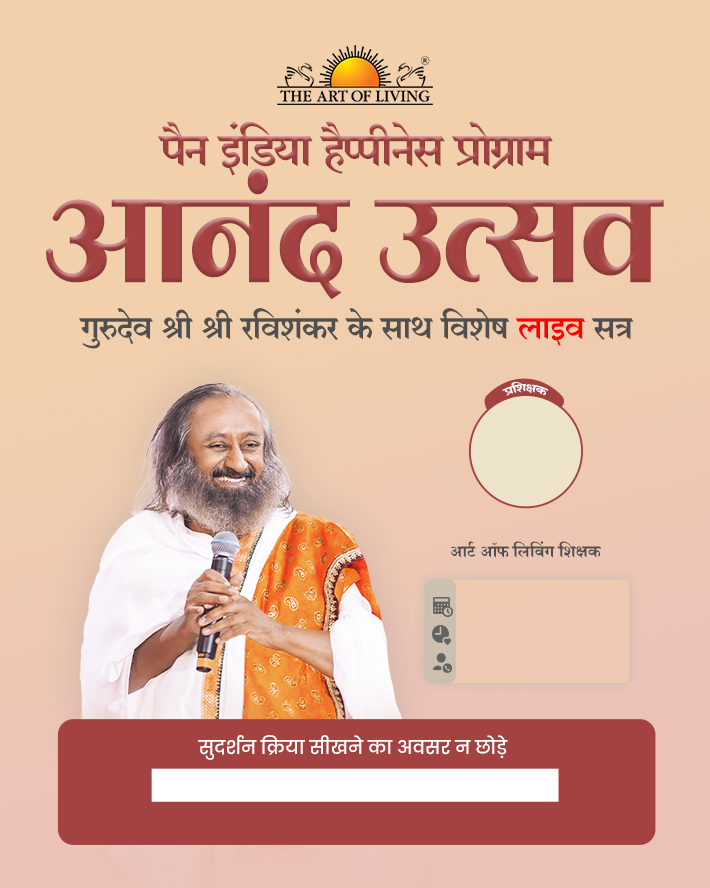 THE ART OF LIVING ®
पैन इंडिया हैप्पीनेस प्रोग्राम
आनंद उत्सव
गुरुदेव श्री श्री रविशंकर के साथ विशेष लाइव सत्र
प्रशिक्षक
आर्ट ऑफ लिविंग शिक्षक
सुदर्शन क्रिया सीखने का अवसर न छोड़े